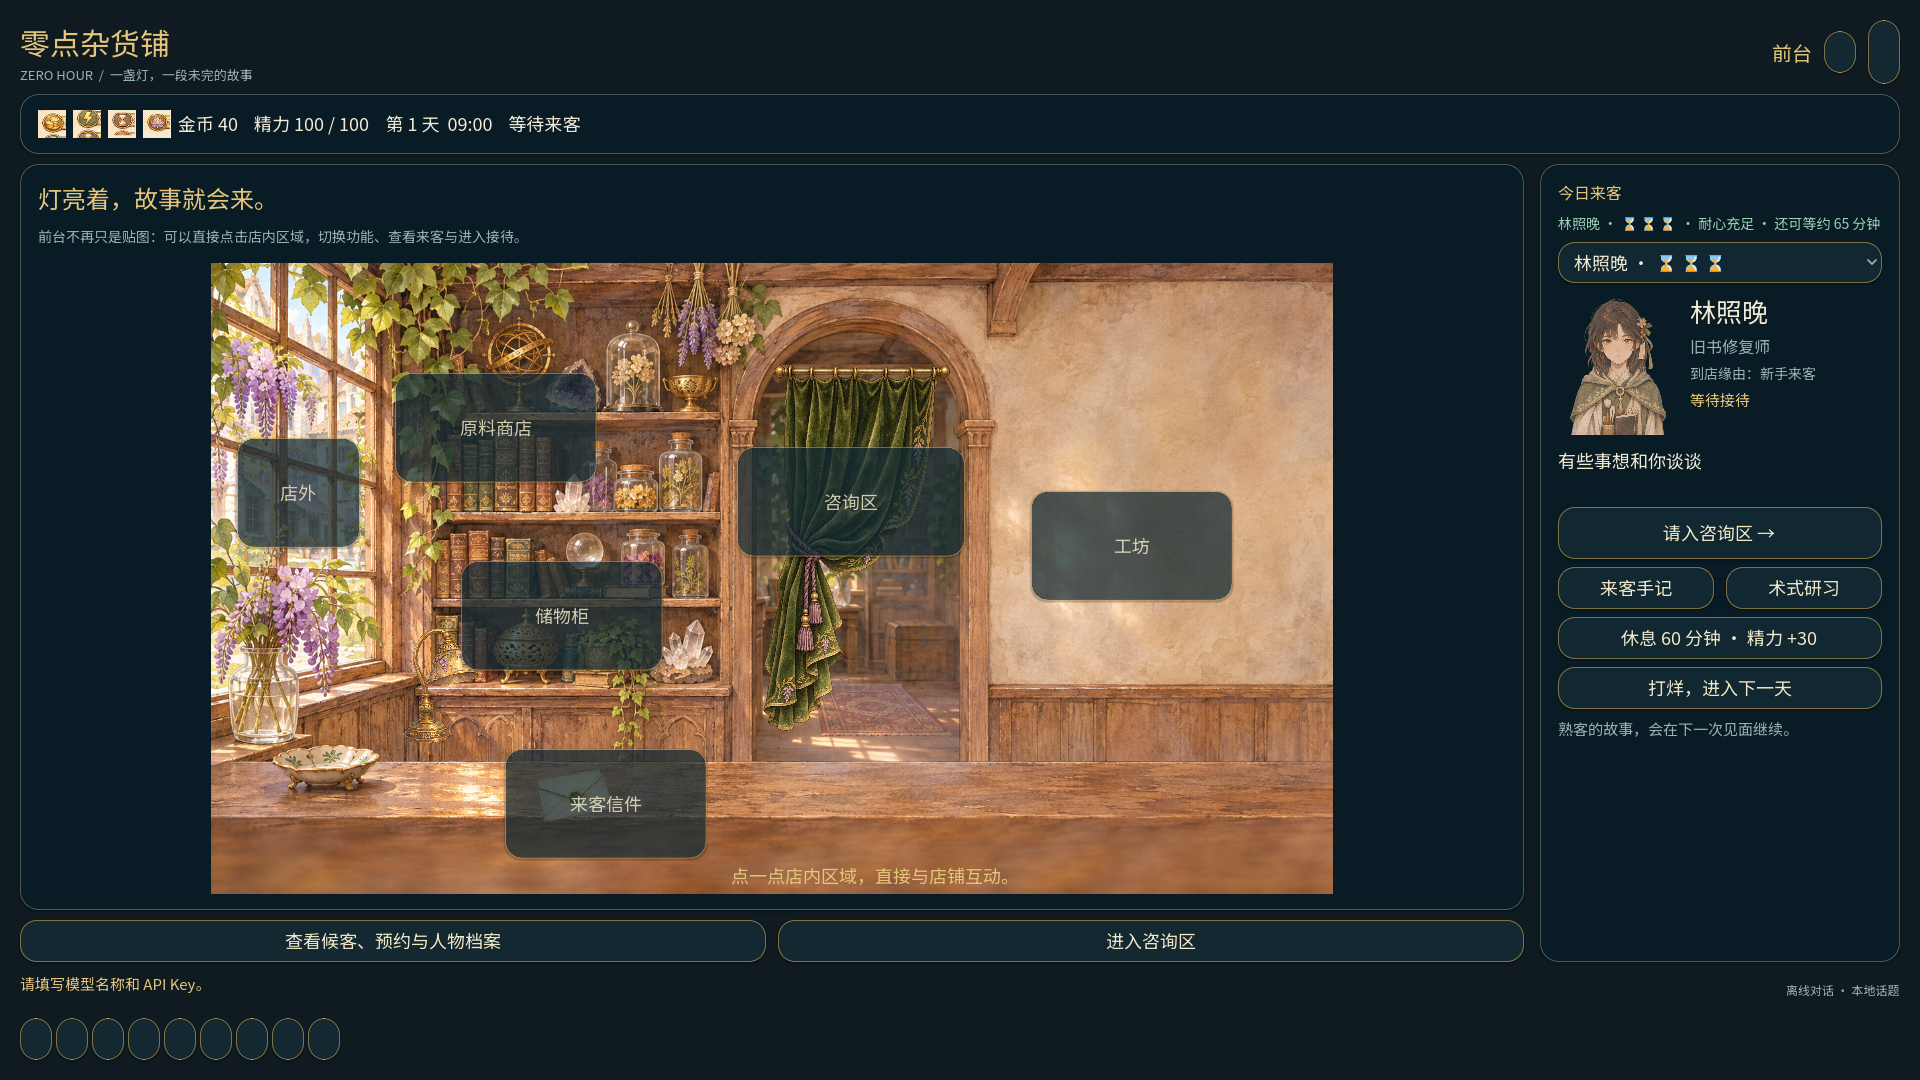 零点杂货铺
ZERO HOUR / 一盏灯，一段未完的故事
前台
金币 40 精力 100 / 100 第 1 天 09:00 等待来客
灯亮着，故事就会来。
前台不再只是贴图：可以直接点击店内区域，切换功能、查看来客与进入接待。
原料商店
店外
咨询区
工坊
储物柜
来客信件
点一点店内区域，直接与店铺互动。
今日来客
林照晚 · ⌛⌛⌛ · 耐心充足 · 还可等约 65 分钟
林照晚 · ⌛⌛⌛
林照晚
旧书修复师
到店缘由：新手来客
等待接待
有些事想和你谈谈
请入咨询区 →
来客手记 术式研习
休息 60 分钟 · 精力 +30
打烊，进入下一天
熟客的故事，会在下一次见面继续。
查看候客、预约与人物档案 进入咨询区
请填写模型名称和 API Key。
离线对话 · 本地话题